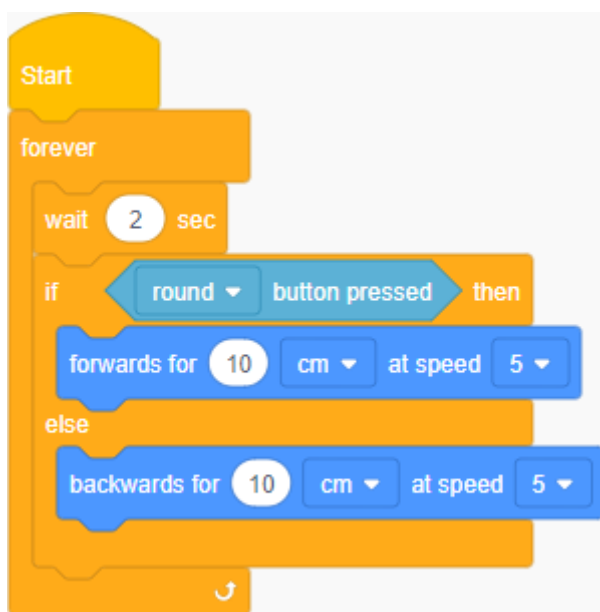 Start
forever
wait 2 sec
if round button pressed then
forwards for 10 cm at speed 5
else
backwards for 10 cm at speed 5